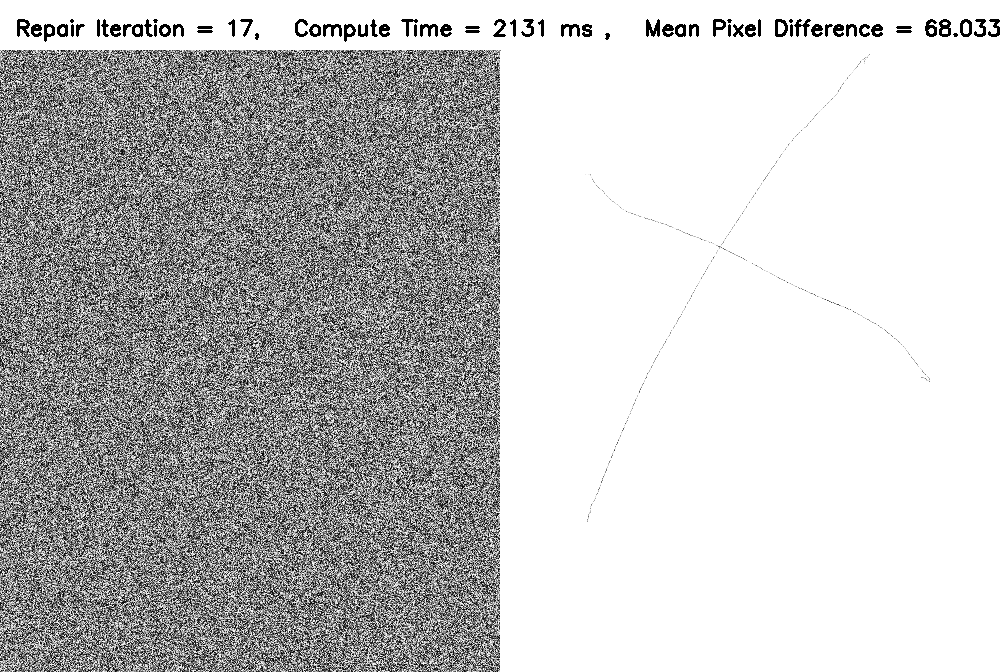 Repair Iteration = 17,   Compute Time = 2131 ms ,   Mean Pixel Difference = 68.033